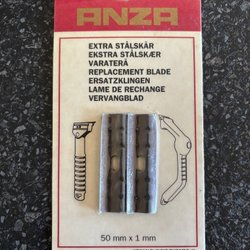 ANZA
EXTRA STÅLSKÄR
EKSTRA STÅLSKÆR
VARATERÄ
REPLACEMENT BLADE
ERSATZKLINGEN
LAME DE RECHANGE
VERVANGBLAD
50 mm x 1 mm